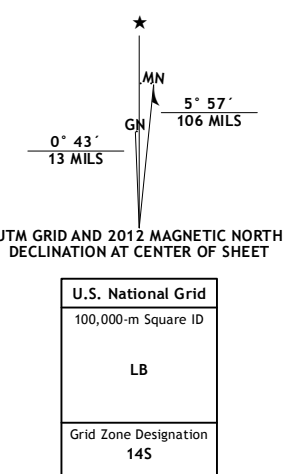 ★
MN
5° 57´
106 MILS
GN
0° 43´
13 MILS
UTM GRID AND 2012 MAGNETIC NORTH
DECLINATION AT CENTER OF SHEET
U.S. National Grid
100,000-m Square ID
LB
Grid Zone Designation
14S